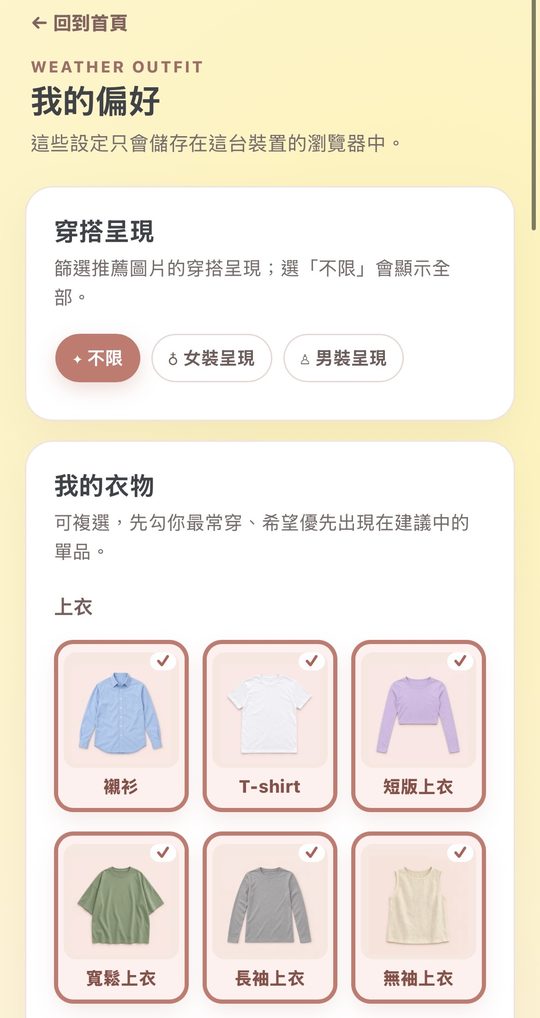 ← 回到首頁
WEATHER OUTFIT
我的偏好
這些設定只會儲存在這台裝置的瀏覽器中。
穿搭呈現
篩選推薦圖片的穿搭呈現；選「不限」會顯示全
部。
✦ 不限
♁ 女裝呈現
♙ 男裝呈現
我的衣物
可複選，先勾你最常穿、希望優先出現在建議中的
單品。
上衣
襯衫
T-shirt
短版上衣
寬鬆上衣
長袖上衣
無袖上衣